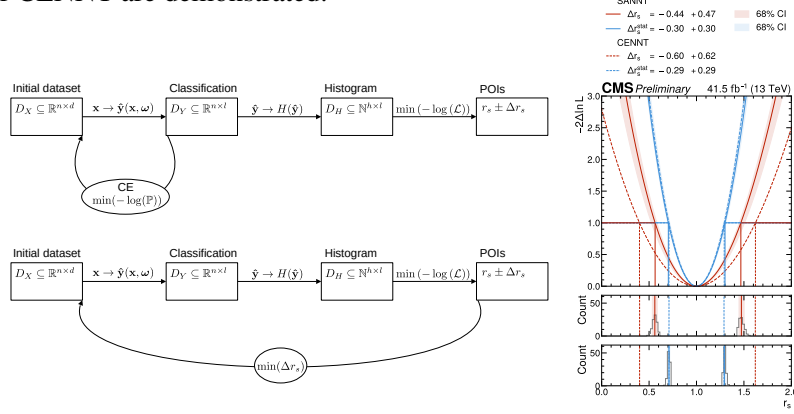 Initial dataset Classification Histogram POIs
D_X ⊆ ℝ^{n×d} x → ŷ(x, ω) D_Y ⊆ ℝ^{n×l} ŷ → H(ŷ) D_H ⊆ ℕ^{h×l} min (− log (ℒ)) r_s ± Δr_s
CE
min(− log(ℙ))
Initial dataset Classification Histogram POIs
D_X ⊆ ℝ^{n×d} x → ŷ(x, ω) D_Y ⊆ ℝ^{n×l} ŷ → H(ŷ) D_H ⊆ ℕ^{h×l} min (− log (ℒ)) r_s ± Δr_s
min(Δr_s)
SANNT
Δr_s = − 0.44 + 0.47 68% CI
Δr_s^{stat} = − 0.30 + 0.30 68% CI
CENNT
Δr_s = − 0.60 + 0.62
Δr_s^{stat} = − 0.29 + 0.29
CMS Preliminary 41.5 fb⁻¹ (13 TeV)
−2Δln L
3.0
2.5
2.0
1.5
1.0
0.5
0.0
Count
50
0
Count
50
0
0.0 0.5 1.0 1.5 2.0
r_s